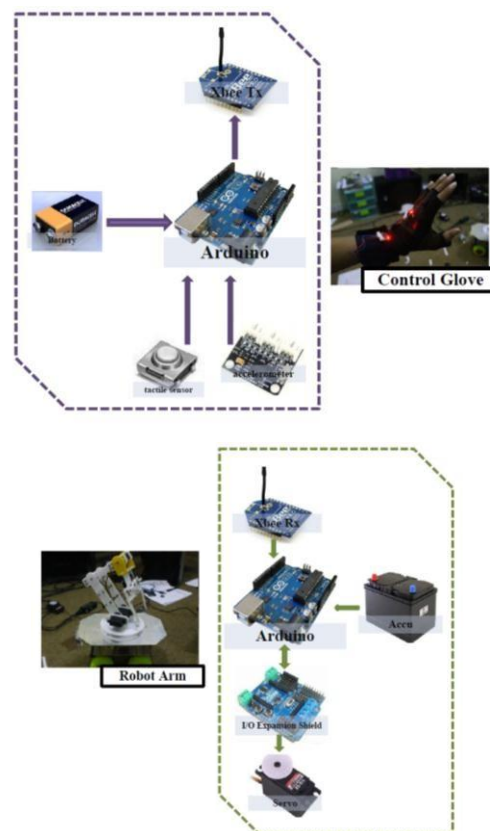 Xbee Tx
Battery
Arduino
Control Glove
tactile sensor
accelerometer
Xbee Rx
Arduino
Accu
Robot Arm
I/O Expansion Shield
Servo